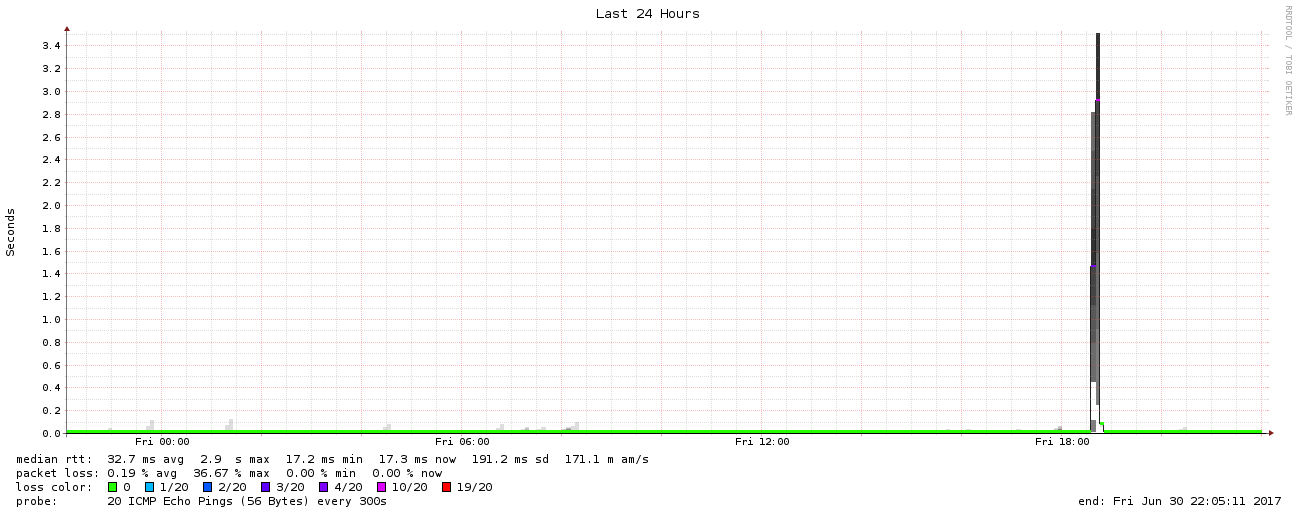 Last 24 Hours
RRDTOOL / TOBI OETIKER
Seconds
3.4
3.2
3.0
2.8
2.6
2.4
2.2
2.0
1.8
1.6
1.4
1.2
1.0
0.8
0.6
0.4
0.2
0.0
Fri 00:00 Fri 06:00 Fri 12:00 Fri 18:00
median rtt: 32.7 ms avg 2.9 s max 17.2 ms min 17.3 ms now 191.2 ms sd 171.1 m am/s
packet loss: 0.19 % avg 36.67 % max 0.00 % min 0.00 % now
loss color: 0 1/20 2/20 3/20 4/20 10/20 19/20
probe: 20 ICMP Echo Pings (56 Bytes) every 300s end: Fri Jun 30 22:05:11 2017